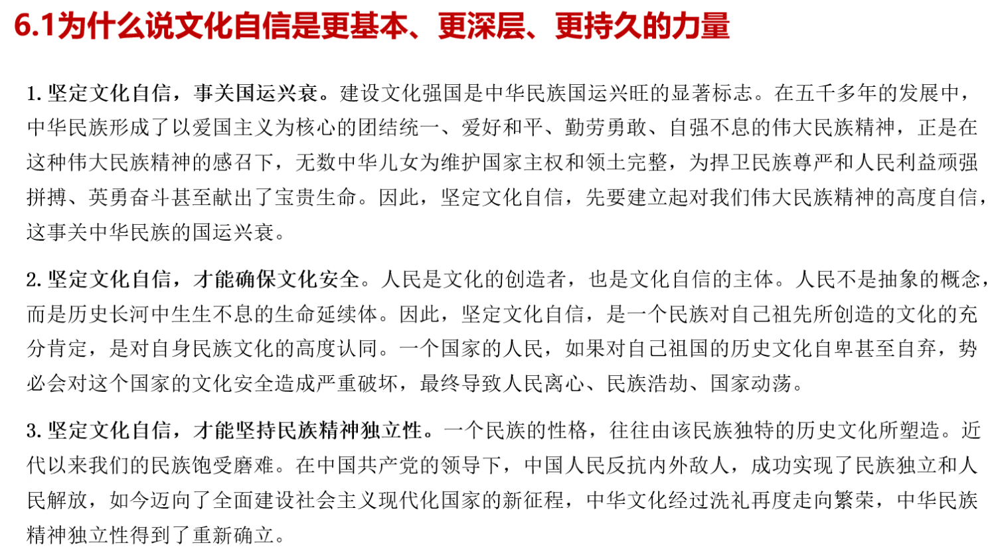 6.1为什么说文化自信是更基本、更深层、更持久的力量
1. 坚定文化自信，事关国运兴衰。建设文化强国是中华民族国运兴旺的显著标志。在五千多年的发展中，
中华民族形成了以爱国主义为核心的团结统一、爱好和平、勤劳勇敢、自强不息的伟大民族精神，正是在
这种伟大民族精神的感召下，无数中华儿女为维护国家主权和领土完整，为捍卫民族尊严和人民利益顽强
拼搏、英勇奋斗甚至献出了宝贵生命。因此，坚定文化自信，先要建立起对我们伟大民族精神的高度自信，
这事关中华民族的国运兴衰。
2. 坚定文化自信，才能确保文化安全。人民是文化的创造者，也是文化自信的主体。人民不是抽象的概念，
而是历史长河中生生不息的生命延续体。因此，坚定文化自信，是一个民族对自己祖先所创造的文化的充
分肯定，是对自身民族文化的高度认同。一个国家的人民，如果对自己祖国的历史文化自卑甚至自弃，势
必会对这个国家的文化安全造成严重破坏，最终导致人民离心、民族浩劫、国家动荡。
3. 坚定文化自信，才能坚持民族精神独立性。一个民族的性格，往往由该民族独特的历史文化所塑造。近
代以来我们的民族饱受磨难。在中国共产党的领导下，中国人民反抗内外敌人，成功实现了民族独立和人
民解放，如今迈向了全面建设社会主义现代化国家的新征程，中华文化经过洗礼再度走向繁荣，中华民族
精神独立性得到了重新确立。